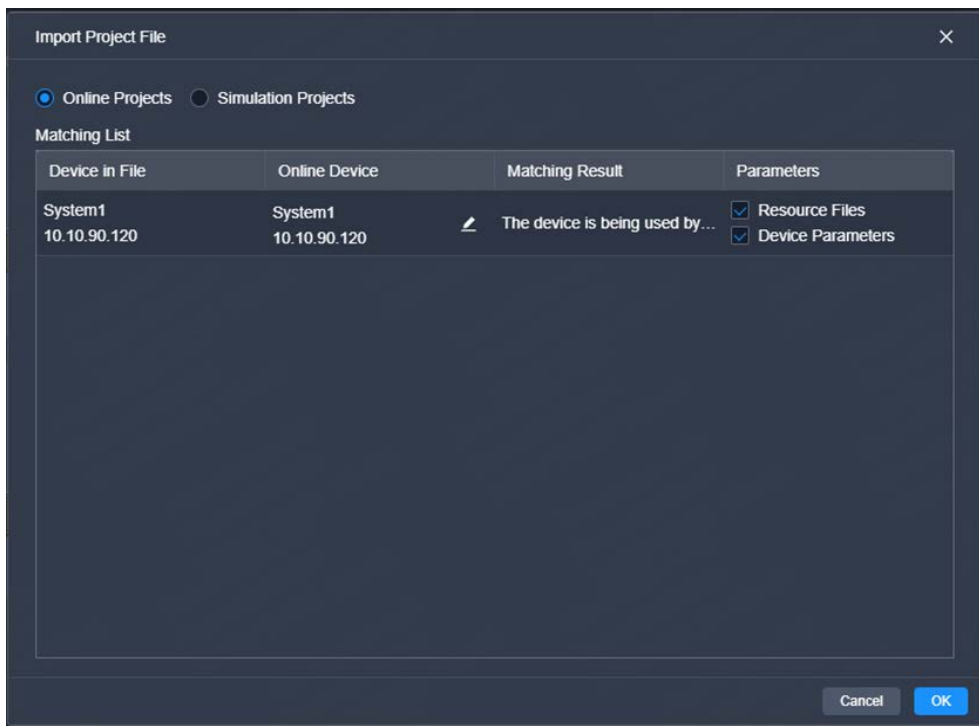 Import Project File
Online Projects Simulation Projects
Matching List
Device in File Online Device Matching Result Parameters
System1 System1 The device is being used by... Resource Files
10.10.90.120 10.10.90.120 Device Parameters
Cancel OK